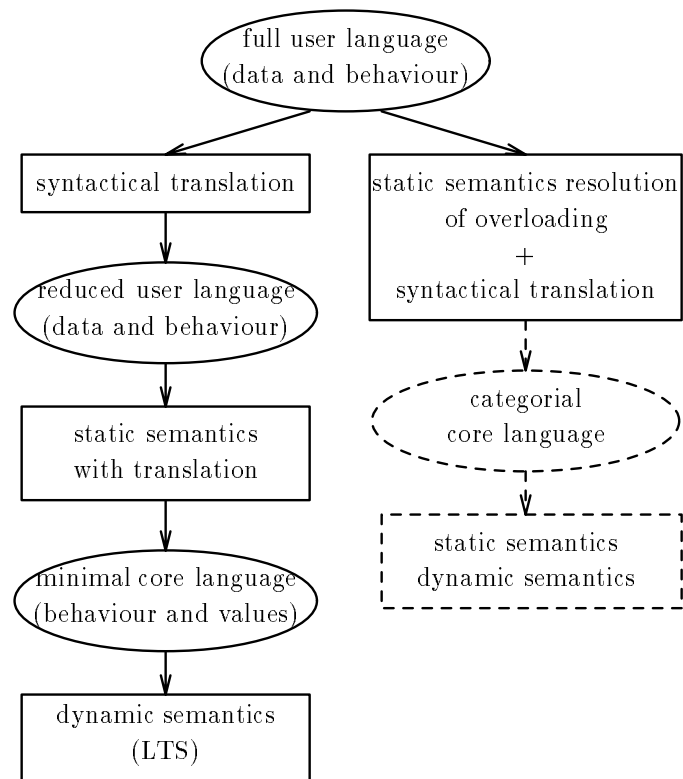 full user language
(data and behaviour)
syntactical translation
reduced user language
(data and behaviour)
static semantics
with translation
minimal core language
(behaviour and values)
dynamic semantics
(LTS)
static semantics resolution
of overloading
+
syntactical translation
categorial
core language
static semantics
dynamic semantics